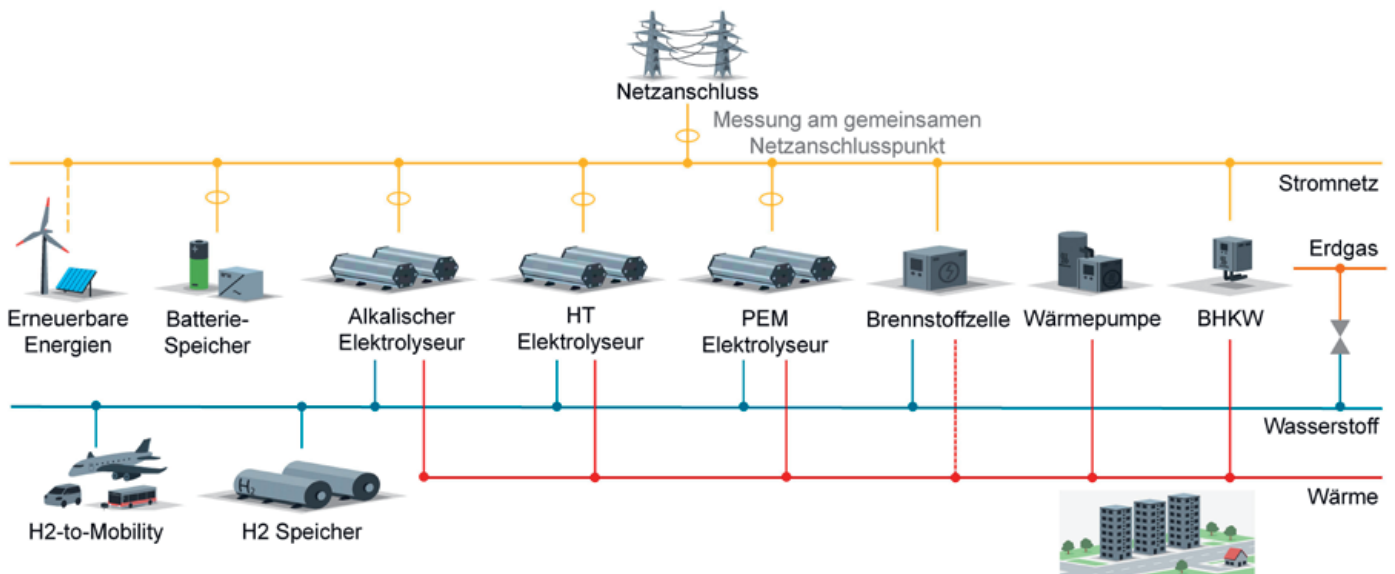 Netzanschluss
Messung am gemeinsamen
Netzanschlusspunkt
Stromnetz
Erdgas
Erneuerbare
Energien
Batterie-
Speicher
Alkalischer
Elektrolyseur
HT
Elektrolyseur
PEM
Elektrolyseur
Brennstoffzelle
Wärmepumpe
BHKW
Wasserstoff
H2
H2-to-Mobility
H2 Speicher
Wärme